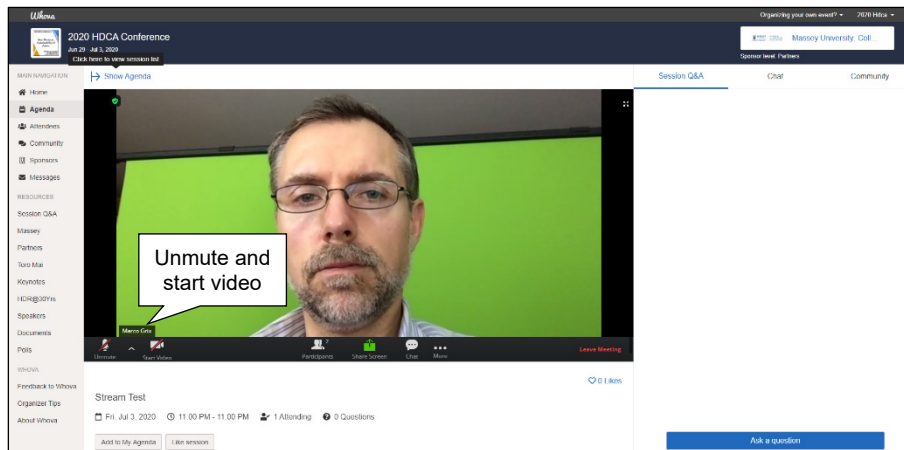 Whova
Organizing your own event?
2020 Hdca
2020 HDCA Conference
Jun 29 - Jul 3, 2020
Click here to view session list
Massey University: Coll...
Sponsor level: Partners
MAIN NAVIGATION
Home
Agenda
Attendees
Community
Sponsors
Messages
RESOURCES
Session Q&A
Massey
Partners
Toro Mai
Keynotes
HDR@30Yrs
Speakers
Documents
Polls
WHOVA
Feedback to Whova
Organizer Tips
About Whova
Show Agenda
Unmute and
start video
Unmute
Start Video
Participants
2
Share Screen
Chat
More
Leave Meeting
0 Likes
Stream Test
Fri, Jul 3, 2020
11:00 PM - 11:00 PM
1 Attending
0 Questions
Add to My Agenda
Like session
Session Q&A
Chat
Community
Ask a question